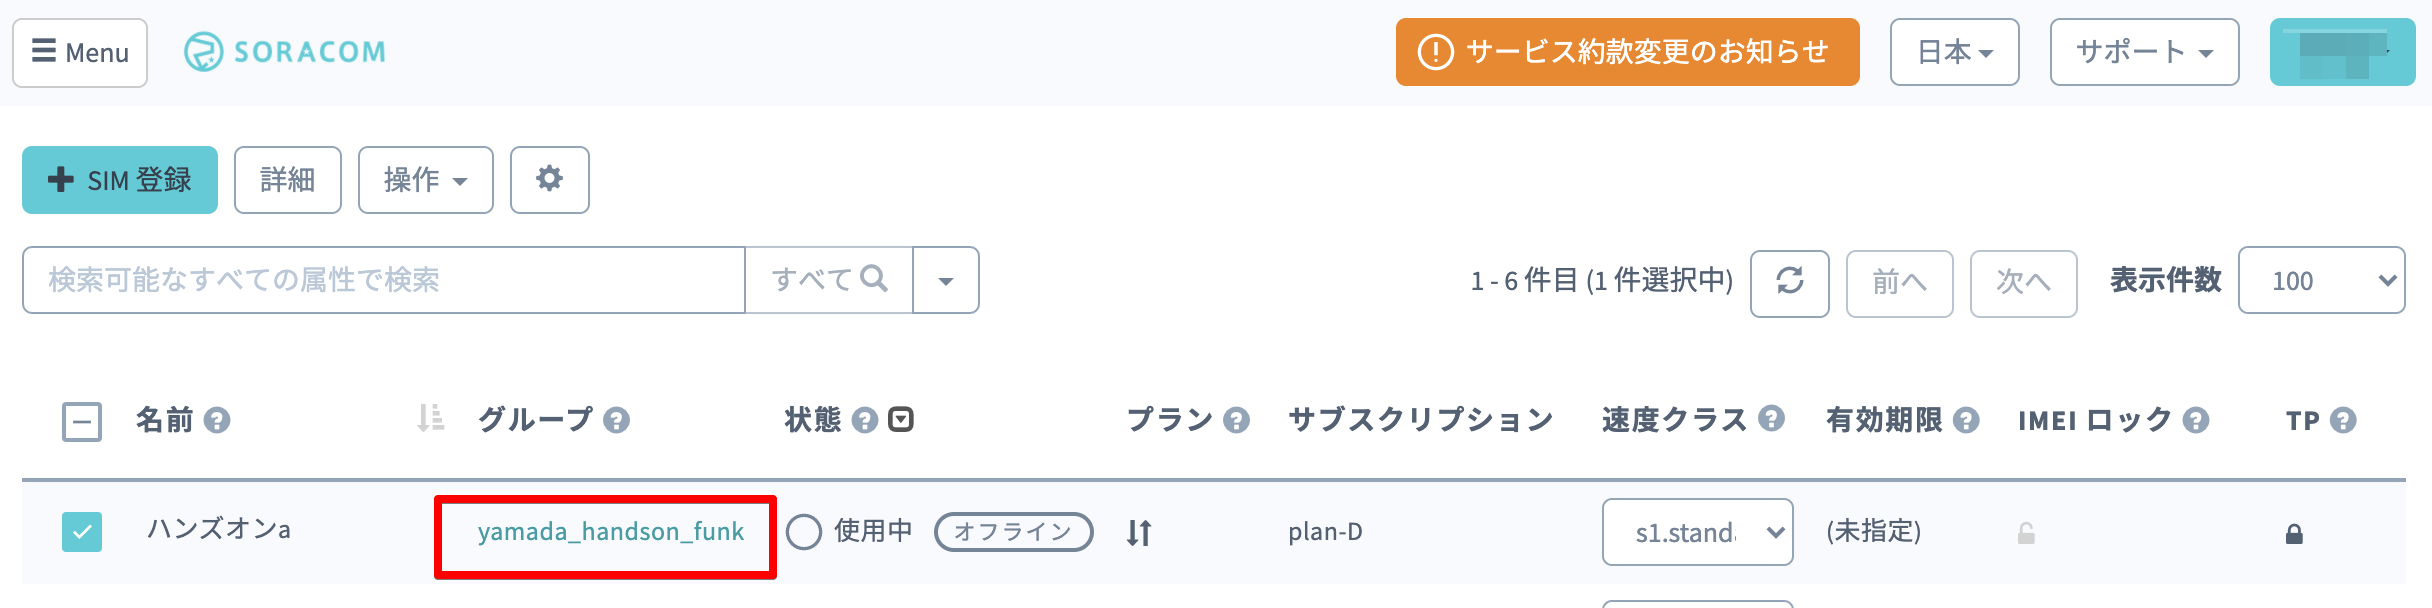 Menu
SORACOM
サービス約款変更のお知らせ
日本
サポート
SIM 登録
詳細
操作
検索可能なすべての属性で検索
すべて
1 - 6 件目 (1 件選択中)
前へ
次へ
表示件数
100
名前
グループ
状態
プラン
サブスクリプション
速度クラス
有効期限
IMEI ロック
TP
ハンズオンa
yamada_handson_funk
使用中
オフライン
plan-D
s1.stand
(未指定)